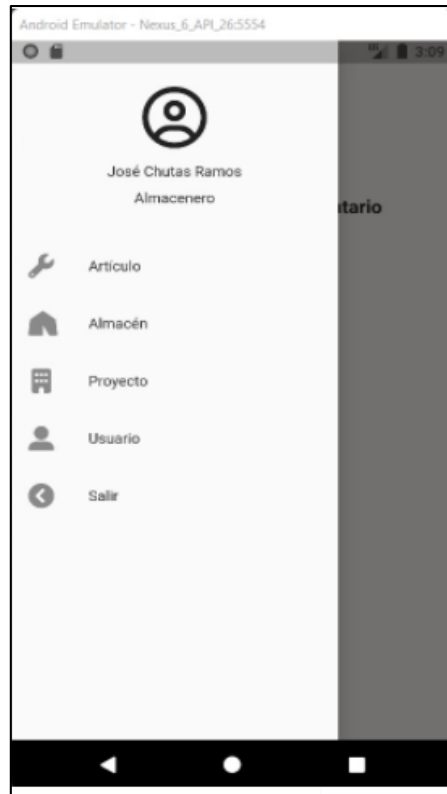 Android Emulator - Nexus_6_API_26:5554
3:09
José Chutas Ramos
Almacenero
tario
Artículo
Almacén
Proyecto
Usuario
Salir